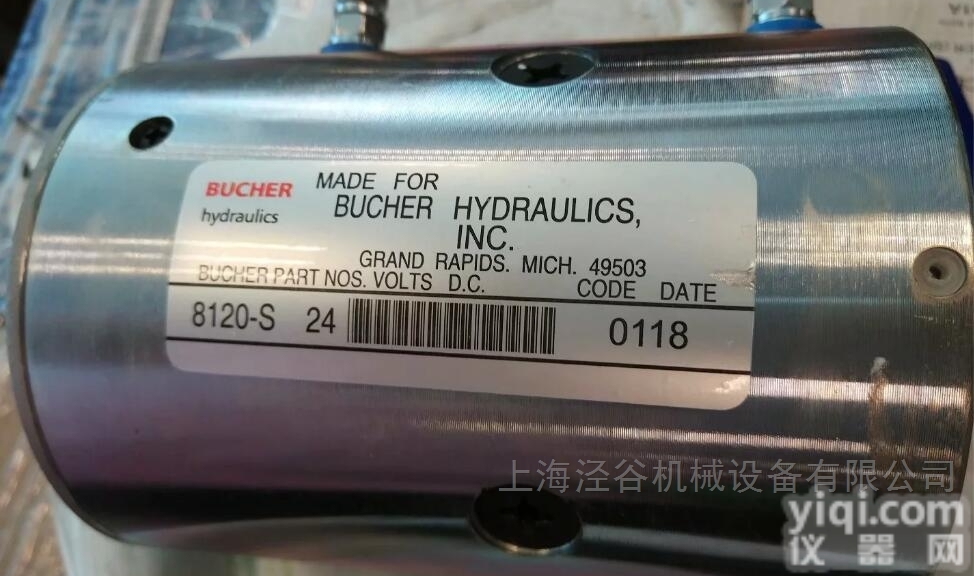 BUCHER
hydraulics
MADE FOR
BUCHER HYDRAULICS,
INC.
GRAND RAPIDS. MICH. 49503
BUCHER PART NOS. VOLTS D.C. CODE DATE
8120-S 24 0118
上海泾谷机械设备有限公司
yiqi.com
仪器网